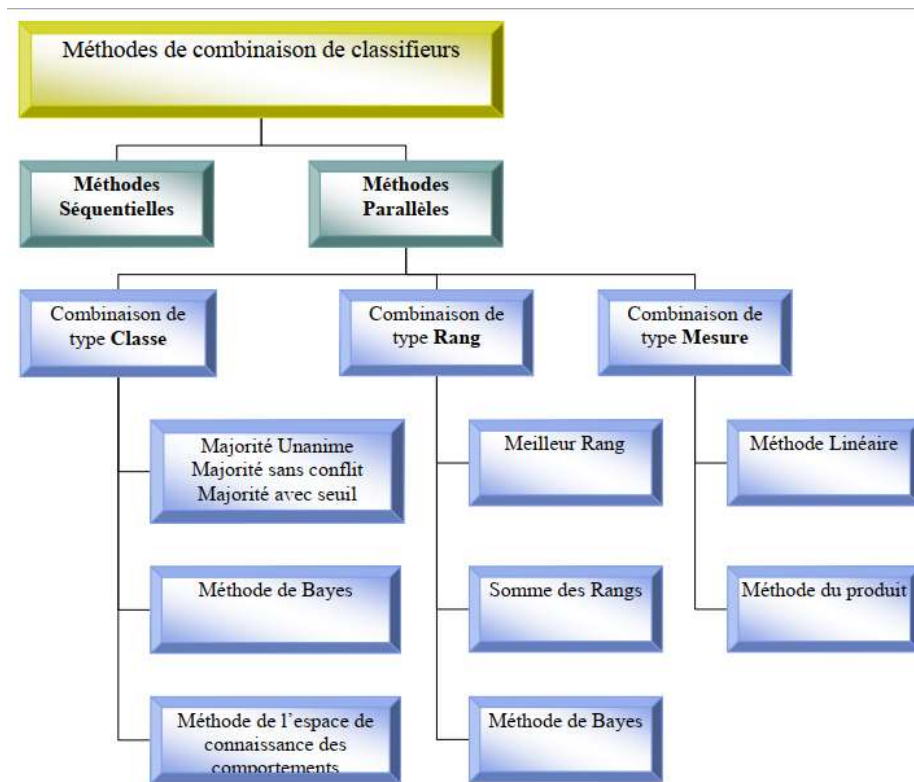 Méthodes de combinaison de classifieurs
Méthodes
Séquentielles
Méthodes
Parallèles
Combinaison de
type Classe
Combinaison de
type Rang
Combinaison de
type Mesure
Majorité Unanime
Majorité sans conflit
Majorité avec seuil
Meilleur Rang
Méthode Linéaire
Méthode de Bayes
Somme des Rangs
Méthode du produit
Méthode de l’espace de
connaissance des
comportements
Méthode de Bayes